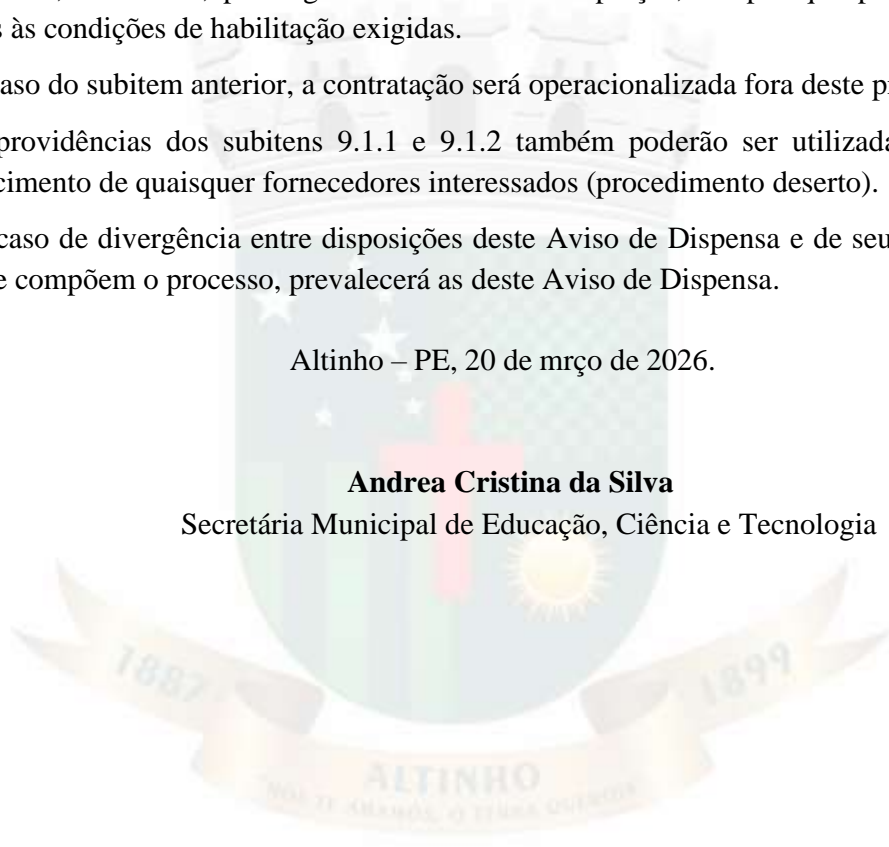 s às condições de habilitação exigidas.
aso do subitem anterior, a contratação será operacionalizada fora deste p
providências dos subitens 9.1.1 e 9.1.2 também poderão ser utilizada
cimento de quaisquer fornecedores interessados (procedimento deserto).
caso de divergência entre disposições deste Aviso de Dispensa e de seu
e compõem o processo, prevalecerá as deste Aviso de Dispensa.
Altinho – PE, 20 de mrço de 2026.
Andrea Cristina da Silva
Secretária Municipal de Educação, Ciência e Tecnologia
1887
1899
ALTINHO